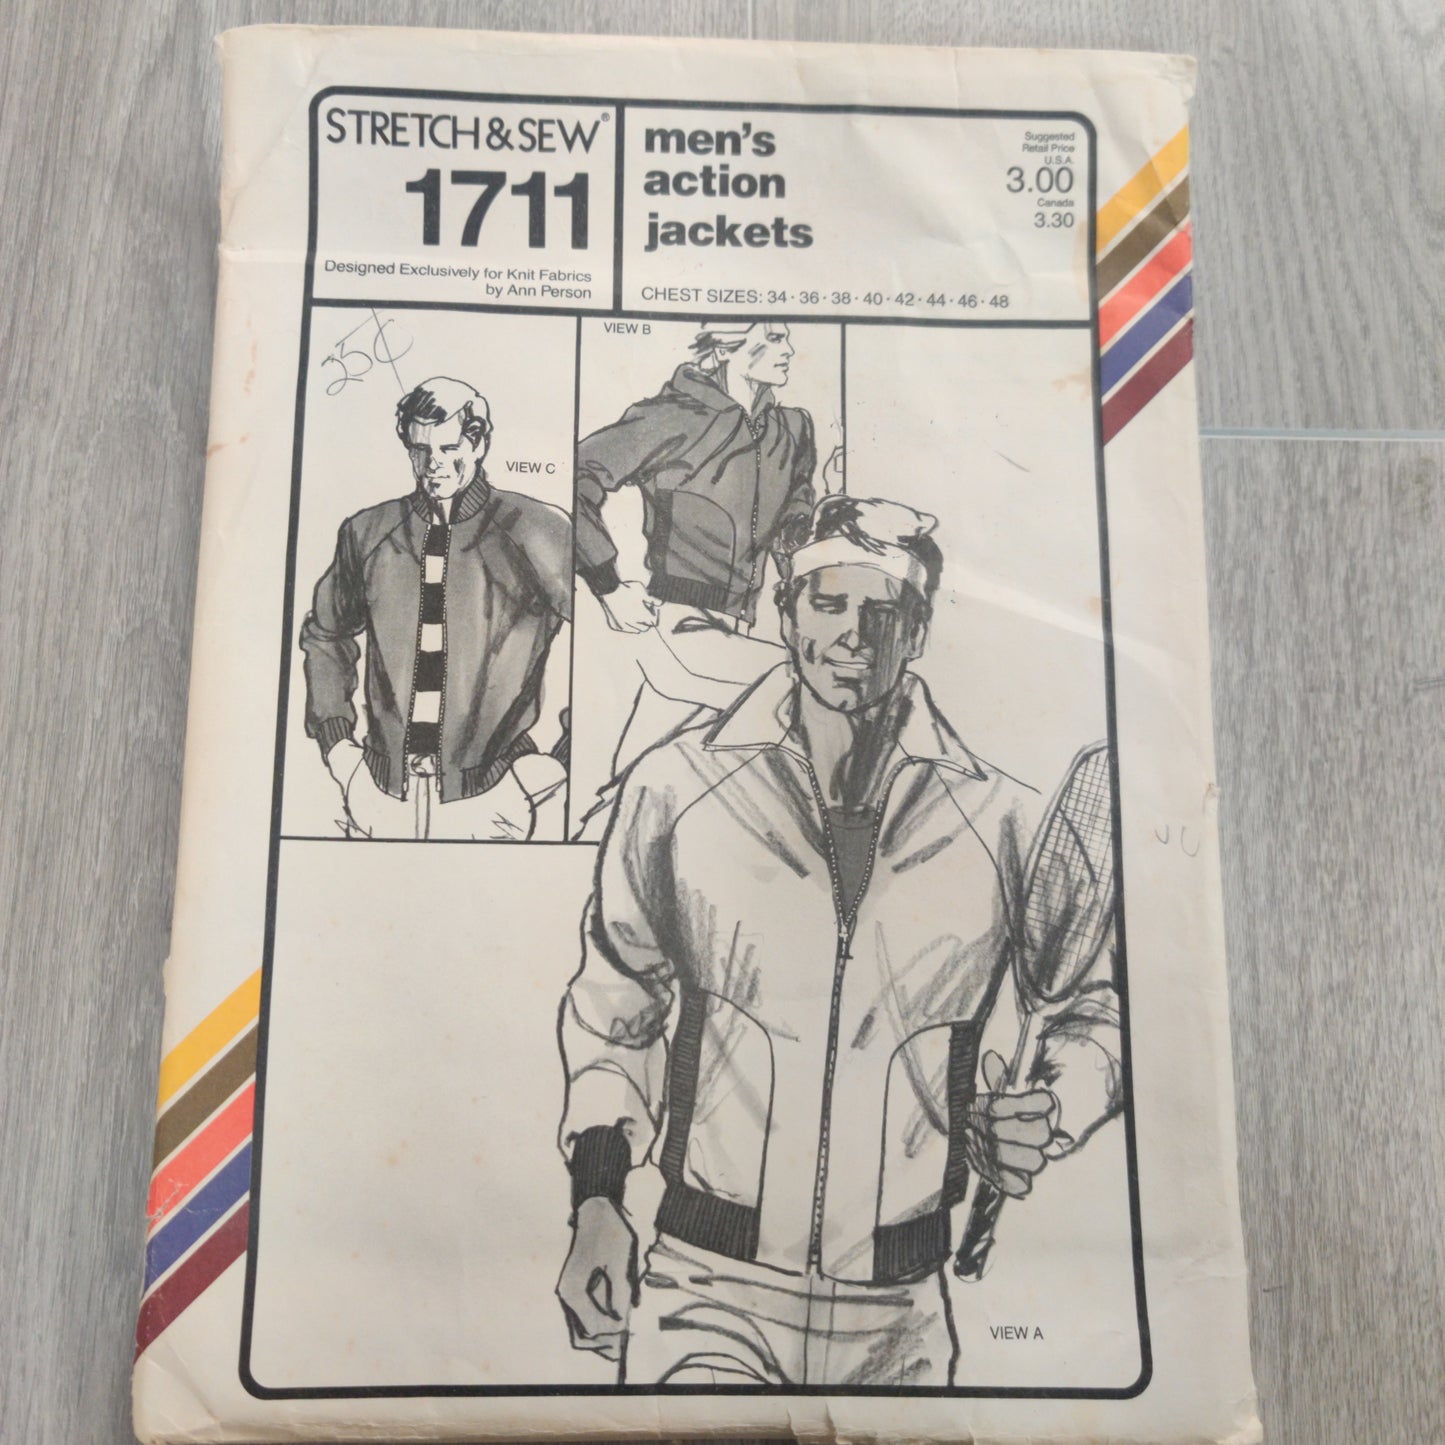 STRETCH & SEW®
1711
Designed Exclusively for Knit Fabrics
by Ann Person
men's
action
jackets
Suggested
Retail Price
U.S.A.
3.00
Canada
3.30
CHEST SIZES: 34 · 36 · 38 · 40 · 42 · 44 · 46 · 48
25¢
VIEW B
VIEW C
VIEW A